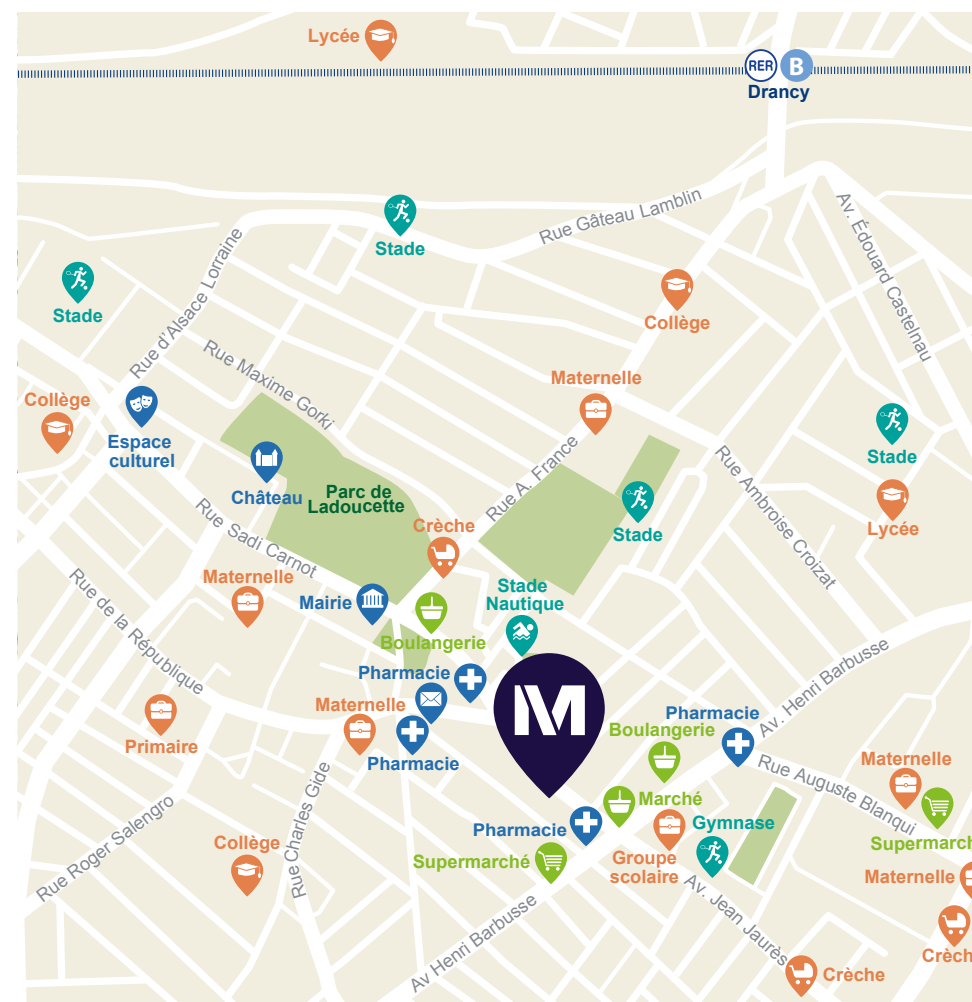 Lycée
RER B
Drancy
Rue Gâteau Lamblin
Av. Édouard Castelnau
Stade
Stade
Rue d'Alsace Lorraine
Collège
Rue Maxime Gorki
Maternelle
Collège
Espace
culturel
Château
Parc de
Ladoucette
Rue A. France
Stade
Lycée
Rue Ambroise Croizat
Crèche
Stade
Rue Sadi Carnot
Maternelle
Mairie
Stade
Nautique
Boulangerie
Rue de la République
Pharmacie
M
Av. Henri Barbusse
Maternelle
Pharmacie
Primaire
Pharmacie
Boulangerie
Rue Auguste Blanqui
Maternelle
Marché
Pharmacie
Gymnase
Supermarch
Rue Roger Salengro
Rue Charles Gide
Collège
Supermarché
Groupe
scolaire
Av. Jean Jaurès
Maternelle
Av Henri Barbusse
Crèch
Crèche